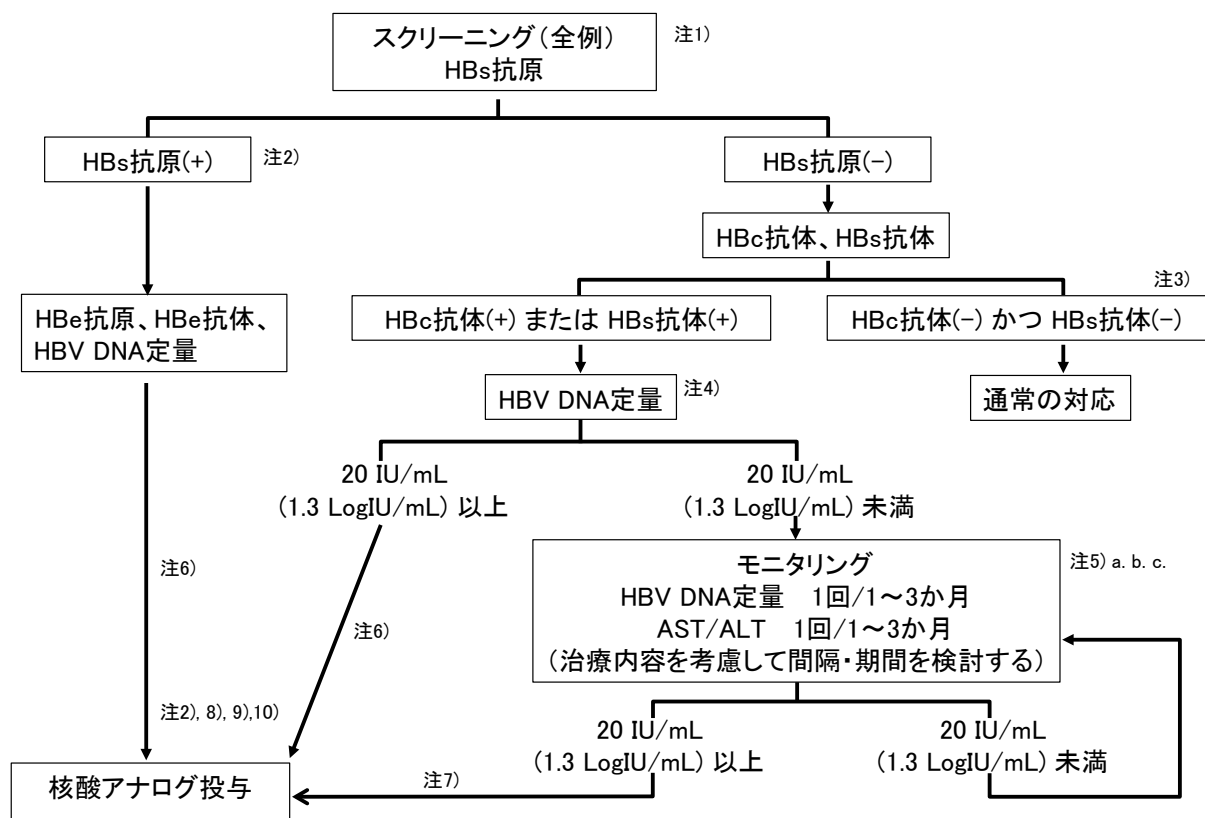 スクリーニング（全例）
HBs抗原
注1)
HBs抗原(+)
注2)
HBs抗原(−)
HBc抗体、HBs抗体
注3)
HBe抗原、HBe抗体、
HBV DNA定量
HBc抗体(+) または HBs抗体(+)
HBc抗体(−) かつ HBs抗体(−)
HBV DNA定量
注4)
通常の対応
20 IU/mL
(1.3 LogIU/mL) 以上
20 IU/mL
(1.3 LogIU/mL) 未満
注6)
注6)
モニタリング
HBV DNA定量　1回/1～3か月
AST/ALT　1回/1～3か月
（治療内容を考慮して間隔・期間を検討する）
注5) a. b. c.
注2), 8), 9),10)
20 IU/mL
(1.3 LogIU/mL) 以上
20 IU/mL
(1.3 LogIU/mL) 未満
核酸アナログ投与
注7)